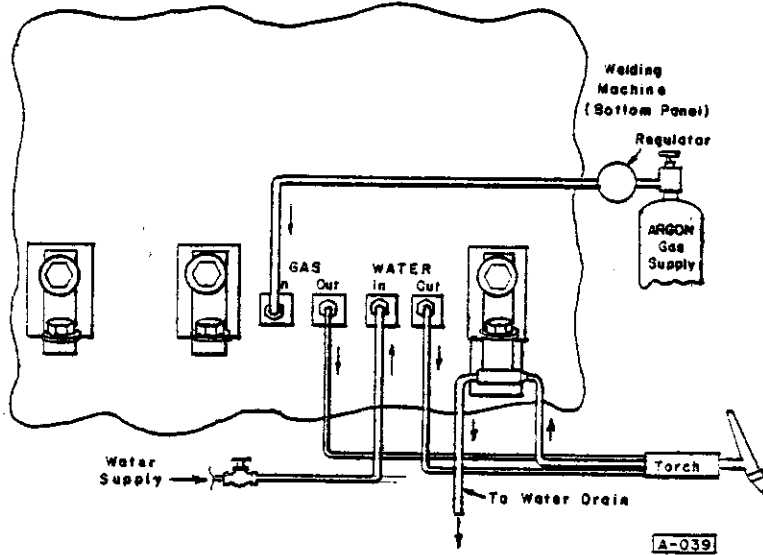 Welding
Machine
(Bottom Panel)
Regulator
ARGON
Gas
Supply
GAS
In
Out
WATER
In
Out
Water
Supply
Torch
To Water Drain
A-039